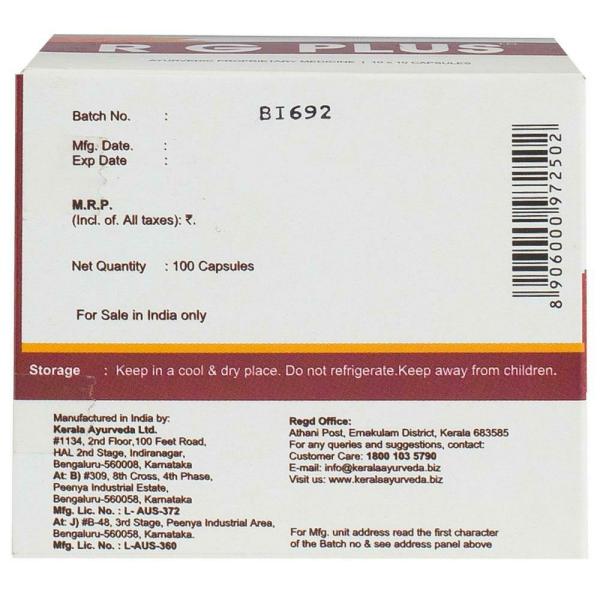 R G PLUS™
AYURVEDIC PROPRIETARY MEDICINE | 10 x 10 CAPSULES
Batch No. : BI692
Mfg. Date. :
Exp Date :
M.R.P.
(Incl. of. All taxes): ₹.
Net Quantity : 100 Capsules
For Sale in India only
8906000972502
Storage : Keep in a cool & dry place. Do not refrigerate.Keep away from children.
Manufactured in India by:
Kerala Ayurveda Ltd.
#1134, 2nd Floor,100 Feet Road,
HAL 2nd Stage, Indiranagar,
Bengaluru-560008, Karnataka
At: B) #309, 8th Cross, 4th Phase,
Peenya Industrial Estate,
Bengaluru-560058, Karnataka
Mfg. Lic. No. : L- AUS-372
At: J) #B-48, 3rd Stage, Peenya Industrial Area,
Bengaluru-560058, Karnataka.
Mfg. Lic No. : L-AUS-360
Regd Office:
Athani Post, Ernakulam District, Kerala 683585
For any queries and suggestions, contact:
Customer Care: 1800 103 5790
E-mail: info@keralaayurveda.biz
Visit us: www.keralaayurveda.biz
For Mfg. unit address read the first character
of the Batch no & see address panel above